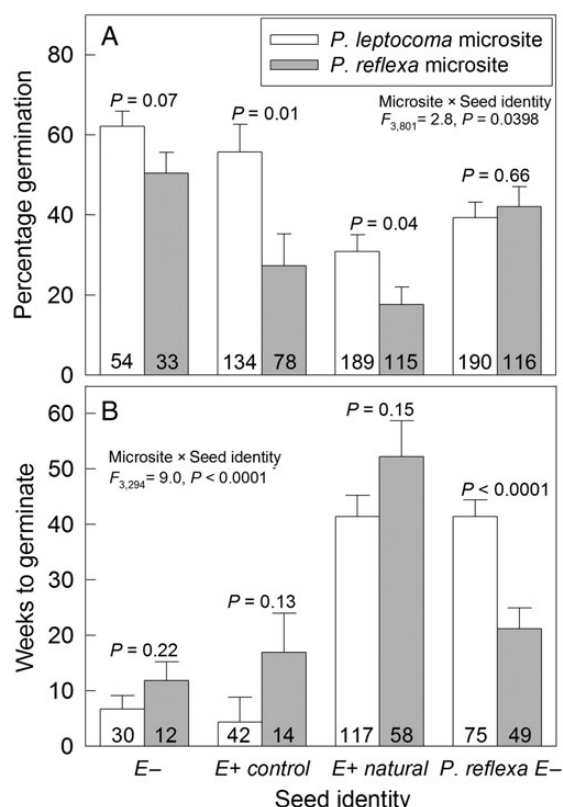 A
P. leptocoma microsite
P. reflexa microsite
Microsite × Seed identity
F3,801 = 2.8, P = 0.0398
Percentage germination
80
60
40
20
0
P = 0.07
P = 0.01
P = 0.04
P = 0.66
54 33 134 78 189 115 190 116
B
Microsite × Seed identity
F3,294 = 9.0, P < 0.0001
Weeks to germinate
60
50
40
30
20
10
0
P = 0.22
P = 0.13
P = 0.15
P < 0.0001
30 12 42 14 117 58 75 49
E– E+ control E+ natural P. reflexa E–
Seed identity